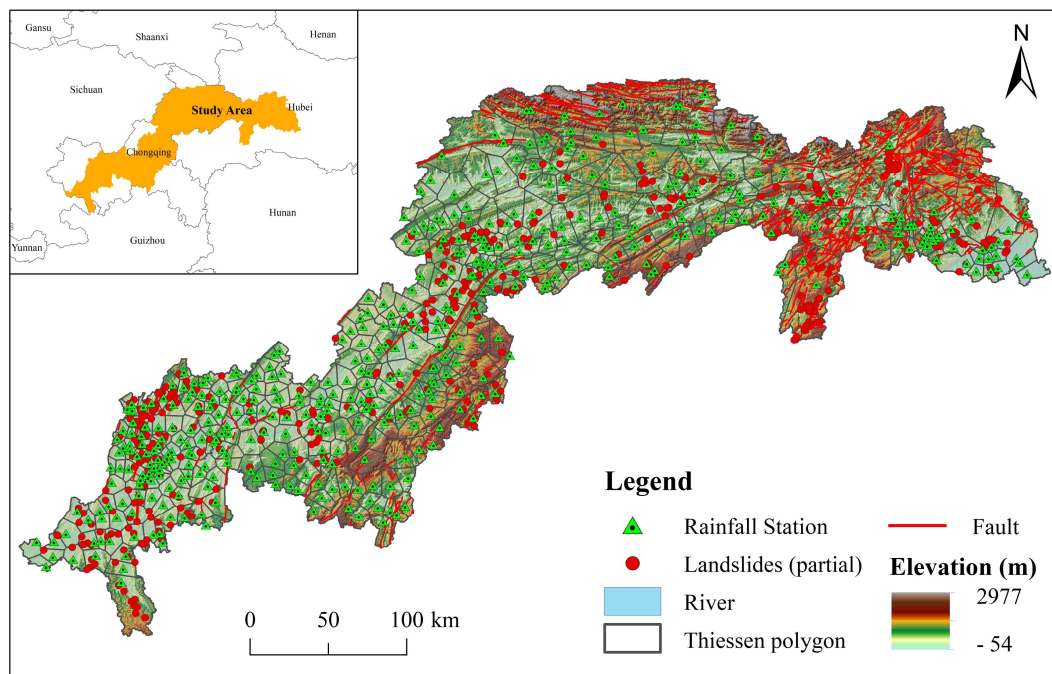 Gansu
Shaanxi
Henan
Sichuan
Study Area
Hubei
Chongqing
Hunan
Yunnan
Guizhou
N
Legend
Rainfall Station
Fault
Landslides (partial)
Elevation (m)
River
2977
Thiessen polygon
- 54
0 50 100 km